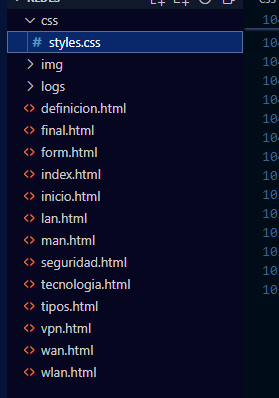 css
# styles.css
img
logs
definicion.html
final.html
form.html
index.html
inicio.html
lan.html
man.html
seguridad.html
tecnologia.html
tipos.html
vpn.html
wan.html
wlan.html